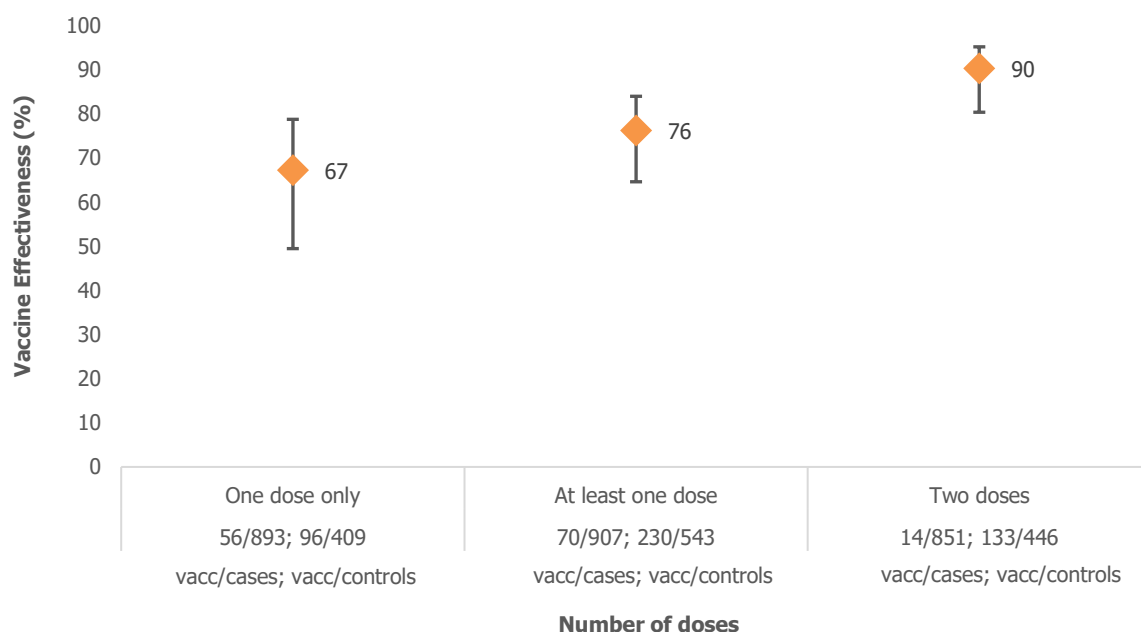 100
90
80
70
60
50
40
30
20
10
0
Vaccine Effectiveness (%)
67
76
90
One dose only
At least one dose
Two doses
56/893; 96/409
70/907; 230/543
14/851; 133/446
vacc/cases; vacc/controls
vacc/cases; vacc/controls
vacc/cases; vacc/controls
Number of doses